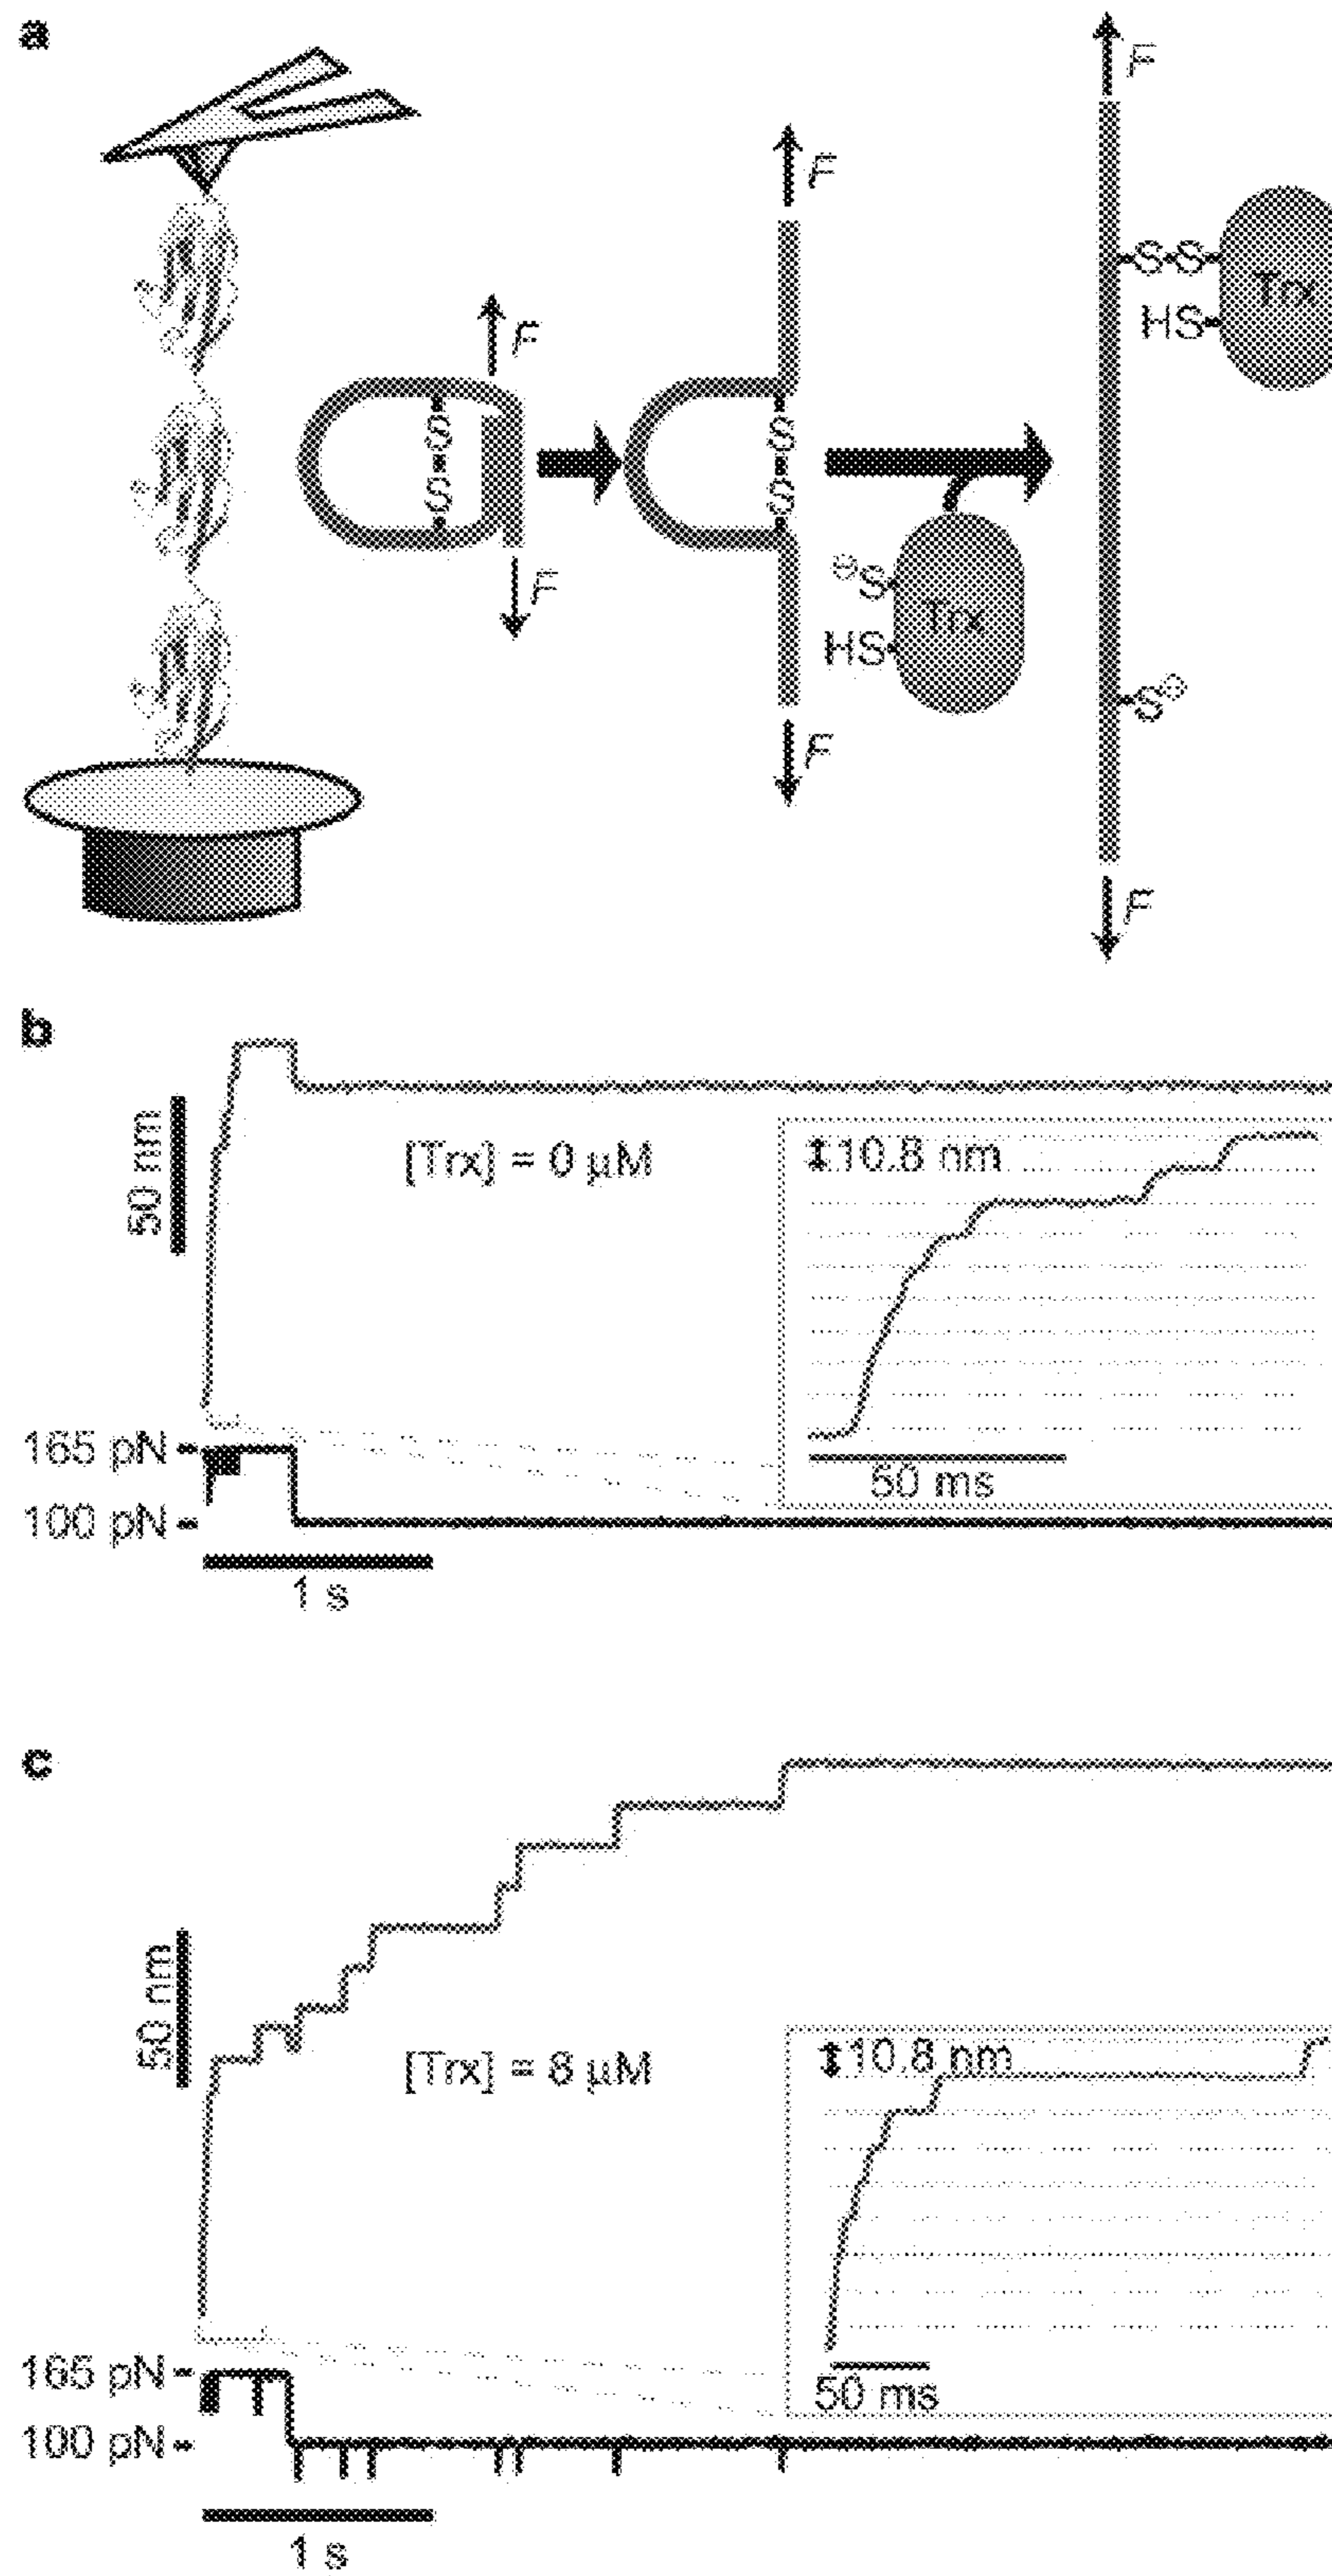 a
F
F
F
S
S
S
S
S-S
Trx
HS
F
⊖S
Trx
HS
S⊖
F
F
b
50 nm
[Trx] = 0 µM
10.8 nm
50 ms
165 pN
100 pN
1 s
c
50 nm
[Trx] = 8 µM
10.8 nm
50 ms
165 pN
100 pN
1 s